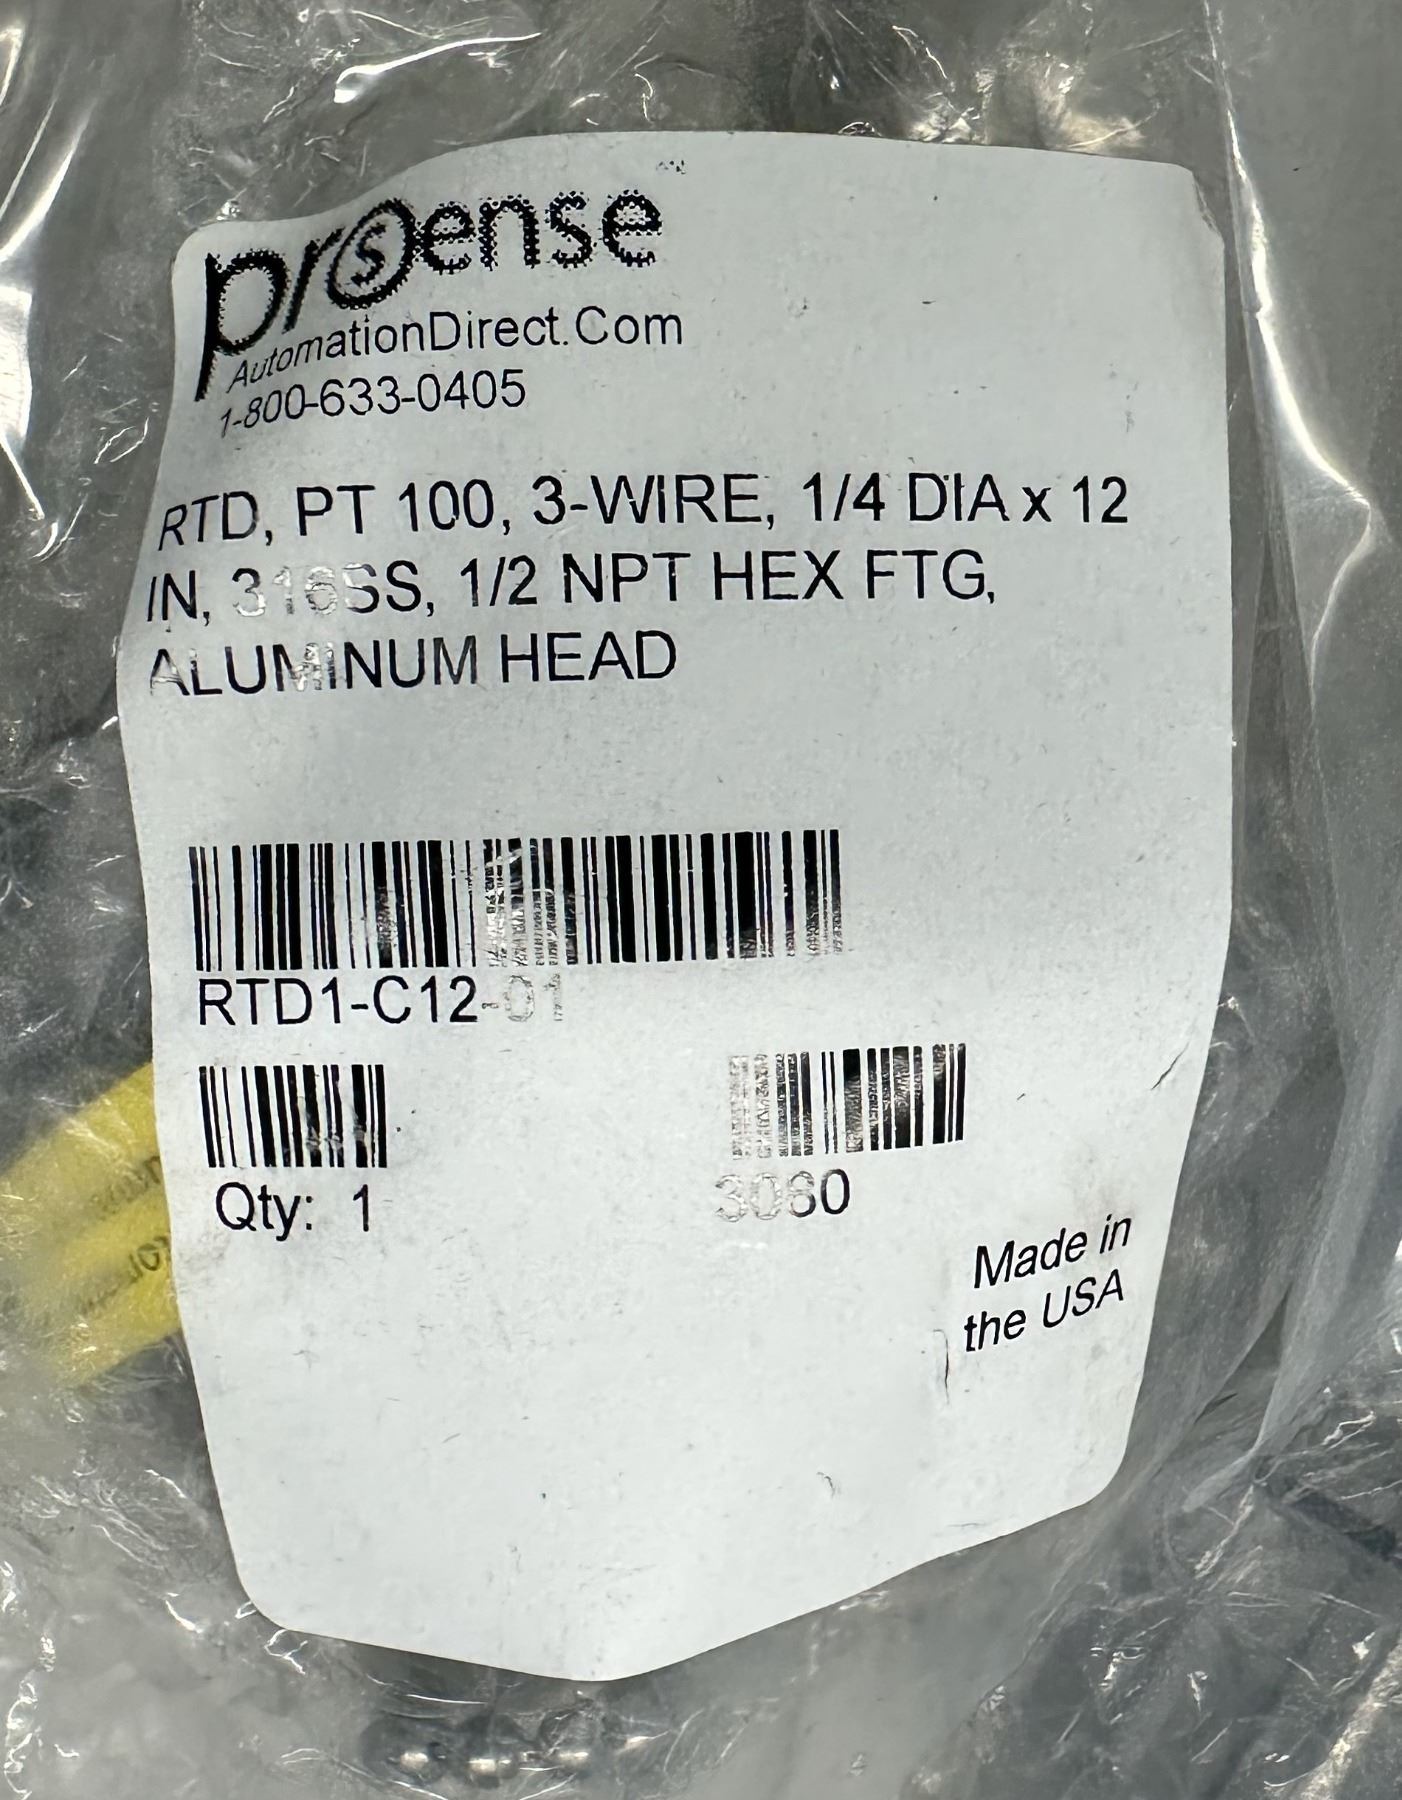 prosense
AutomationDirect.Com
1-800-633-0405
RTD, PT 100, 3-WIRE, 1/4 DIA x 12
IN, 316SS, 1/2 NPT HEX FTG,
ALUMINUM HEAD
RTD1-C12-01
Qty: 1
3060
Made in
the USA